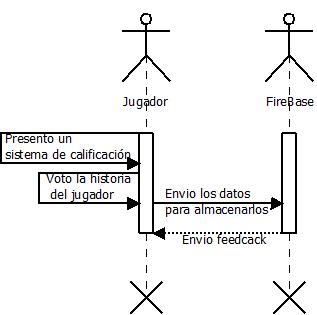 Jugador
FireBase
Presento un
sistema de calificación
Voto la historia
del jugador
Envio los datos
para almacenarlos
Envio feedcack